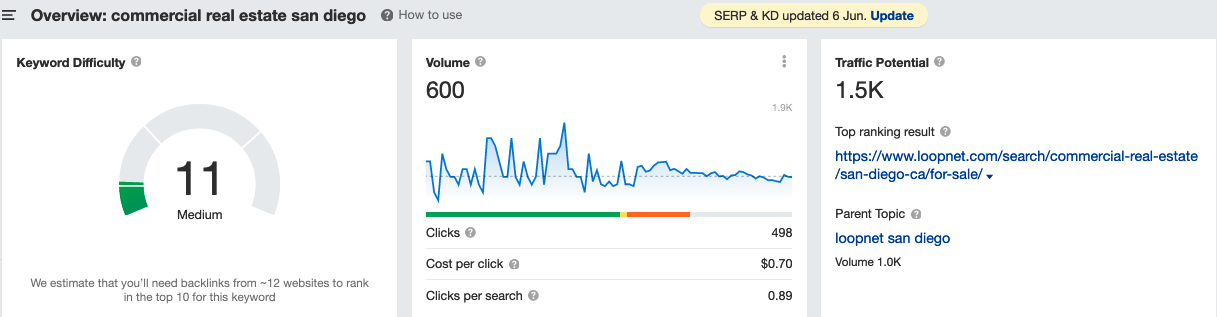 Overview: commercial real estate san diego
How to use
SERP & KD updated 6 Jun. Update
Keyword Difficulty
11
Medium
We estimate that you'll need backlinks from ~12 websites to rank
in the top 10 for this keyword
Volume
600
1.9K
Clicks 498
Cost per click $0.70
Clicks per search 0.89
Traffic Potential
1.5K
Top ranking result
https://www.loopnet.com/search/commercial-real-estate
/san-diego-ca/for-sale/
Parent Topic
loopnet san diego
Volume 1.0K